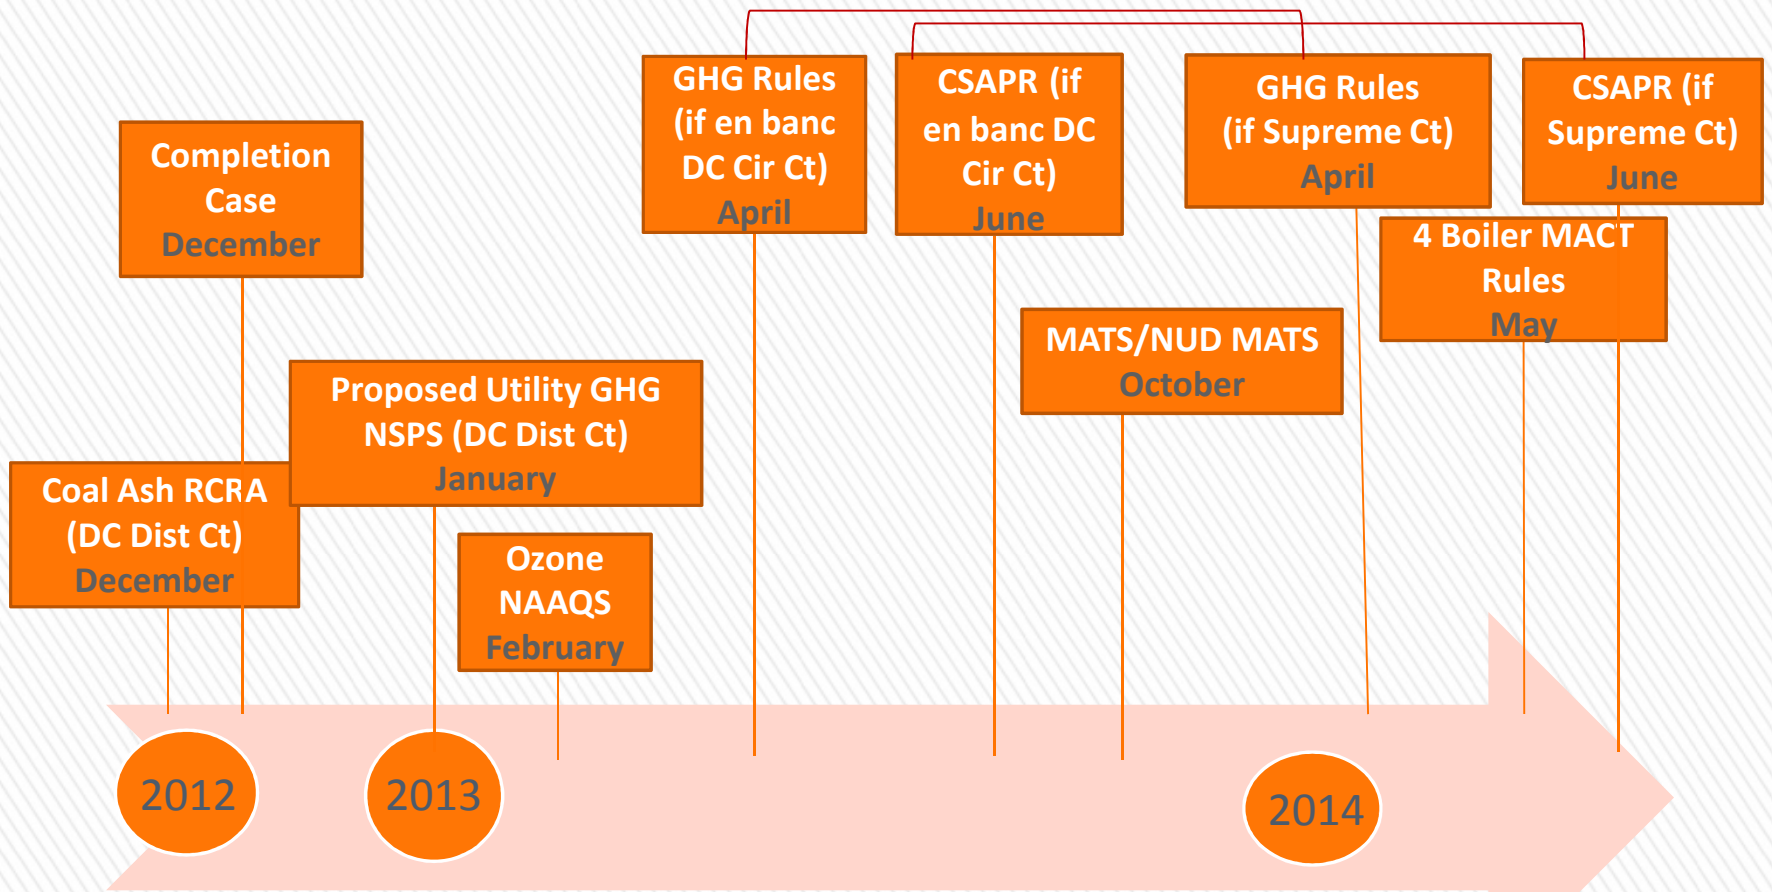 GHG Rules
(if en banc
DC Cir Ct)
April
CSAPR (if
en banc DC
Cir Ct)
June
GHG Rules
(if Supreme Ct)
April
CSAPR (if
Supreme Ct)
June
Completion
Case
December
4 Boiler MACT
Rules
May
MATS/NUD MATS
October
Proposed Utility GHG
NSPS (DC Dist Ct)
January
Coal Ash RCRA
(DC Dist Ct)
December
Ozone
NAAQS
February
2012
2013
2014